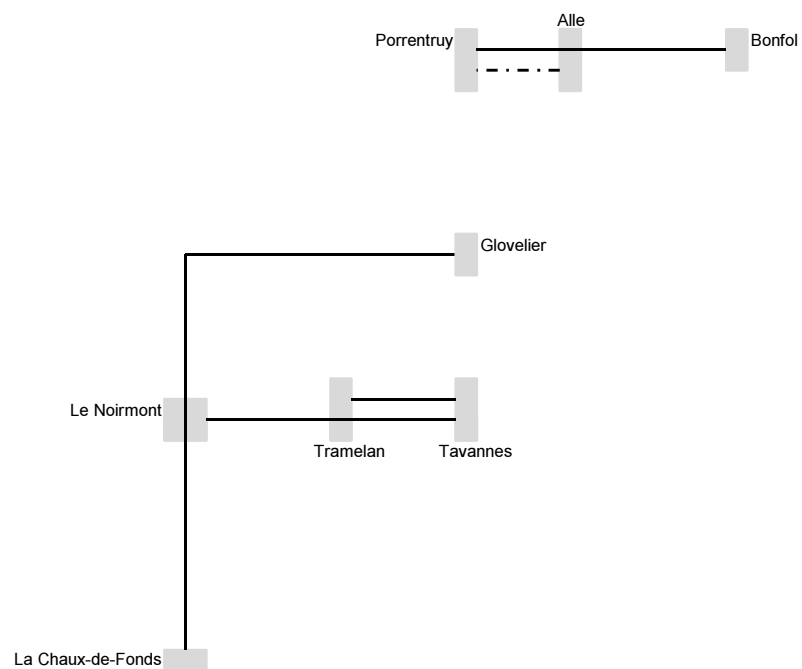 Alle
Porrentruy
Bonfol
Glovelier
Le Noirmont
Tramelan
Tavannes
La Chaux-de-Fonds